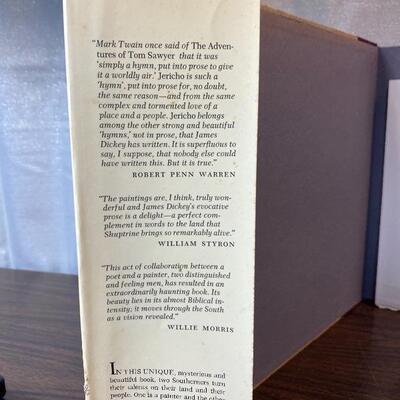 "Mark Twain once said of The Adven-
tures of Tom Sawyer that it was
'simply a hymn, put into prose to give
it a worldly air.' Jericho is such a
'hymn', put into prose for, no doubt,
the same reason—and from the same
complex and tormented love of a
place and a people. Jericho belongs
among the other strong and beautiful
'hymns,' not in prose, that James
Dickey has written. It is superfluous to
say, I suppose, that nobody else could
have written this. But it is true."
ROBERT PENN WARREN
"The paintings are, I think, truly won-
derful and James Dickey's evocative
prose is a delight—a perfect com-
plement in words to the land that
Shuptrine brings so remarkably alive."
WILLIAM STYRON
"This act of collaboration between a
poet and a painter, two distinguished
and feeling men, has resulted in an
extraordinarily haunting book. Its
beauty lies in its almost Biblical in-
tensity; it moves through the South
as a vision revealed."
WILLIE MORRIS
IN THIS UNIQUE, mysterious and
beautiful book, two Southerners turn
their talents on their land and their
people. One is a painter and the other